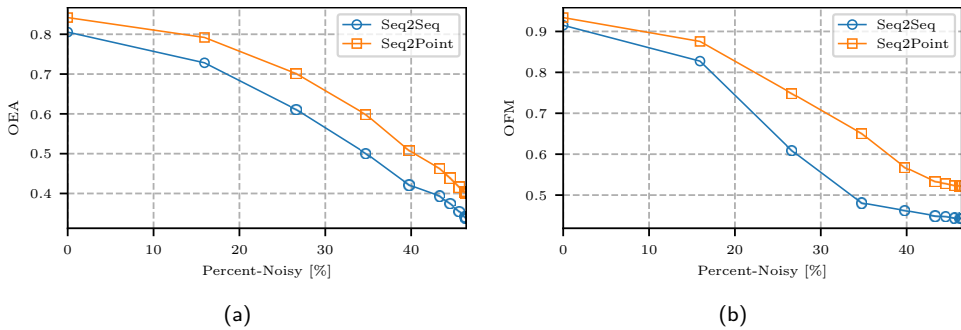 OEA
0.8
0.7
0.6
0.5
0.4
0 10 20 30 40
Percent-Noisy [%]
Seq2Seq
Seq2Point
(a)
OFM
0.9
0.8
0.7
0.6
0.5
0 10 20 30 40
Percent-Noisy [%]
Seq2Seq
Seq2Point
(b)